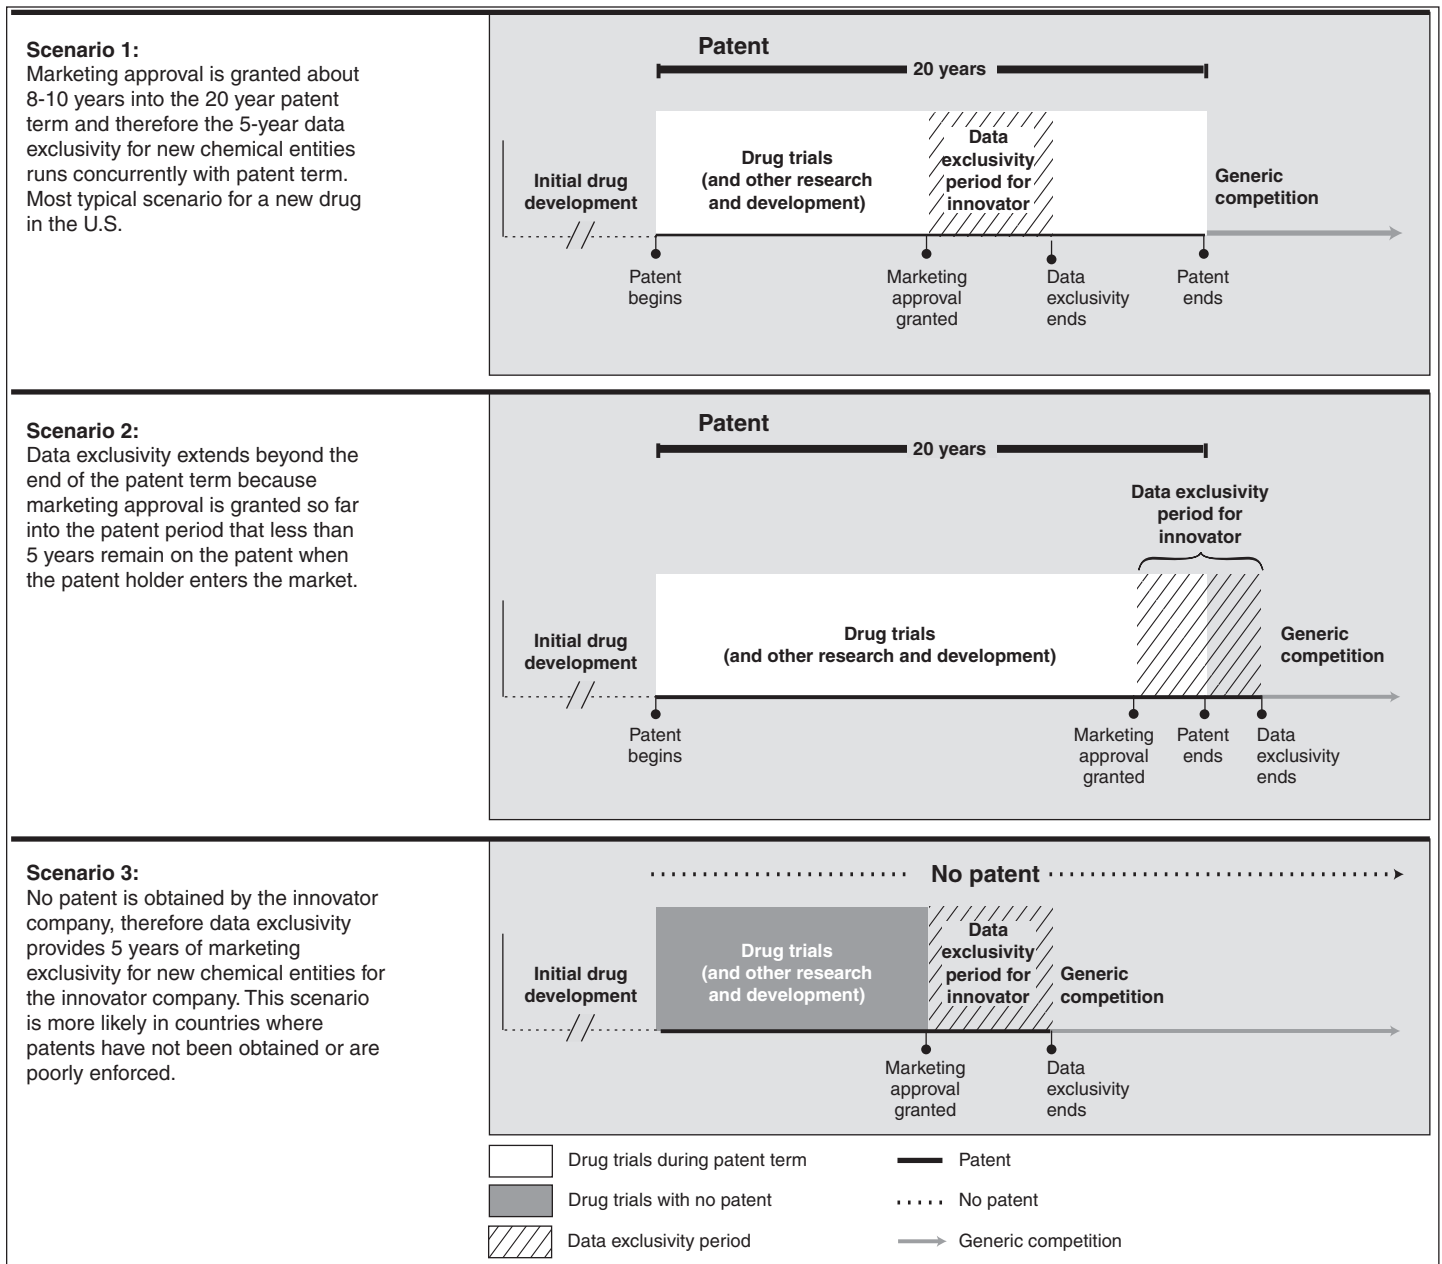 Scenario 1:
Marketing approval is granted about
8-10 years into the 20 year patent
term and therefore the 5-year data
exclusivity for new chemical entities
runs concurrently with patent term.
Most typical scenario for a new drug
in the U.S.
Patent
20 years
Initial drug
development
Drug trials
(and other research
and development)
Data
exclusivity
period for
innovator
Generic
competition
Patent
begins
Marketing
approval
granted
Data
exclusivity
ends
Patent
ends
Scenario 2:
Data exclusivity extends beyond the
end of the patent term because
marketing approval is granted so far
into the patent period that less than
5 years remain on the patent when
the patent holder enters the market.
Patent
20 years
Data exclusivity
period for
innovator
Initial drug
development
Drug trials
(and other research and development)
Generic
competition
Patent
begins
Marketing
approval
granted
Patent
ends
Data
exclusivity
ends
Scenario 3:
No patent is obtained by the innovator
company, therefore data exclusivity
provides 5 years of marketing
exclusivity for new chemical entities for
the innovator company. This scenario
is more likely in countries where
patents have not been obtained or are
poorly enforced.
No patent
Initial drug
development
Drug trials
(and other research
and development)
Data
exclusivity
period for
innovator
Generic
competition
Marketing
approval
granted
Data
exclusivity
ends
Drug trials during patent term
Patent
Drug trials with no patent
No patent
Data exclusivity period
Generic competition